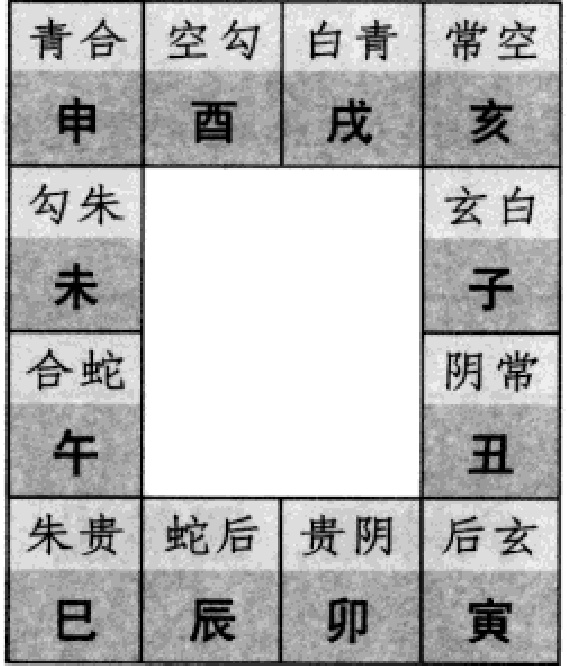 青合 空勾 白青 常空
申 酉 戌 亥
勾朱 玄白
未 子
合蛇 阴常
午 丑
朱贵 蛇后 贵阴 后玄
巳 辰 卯 寅